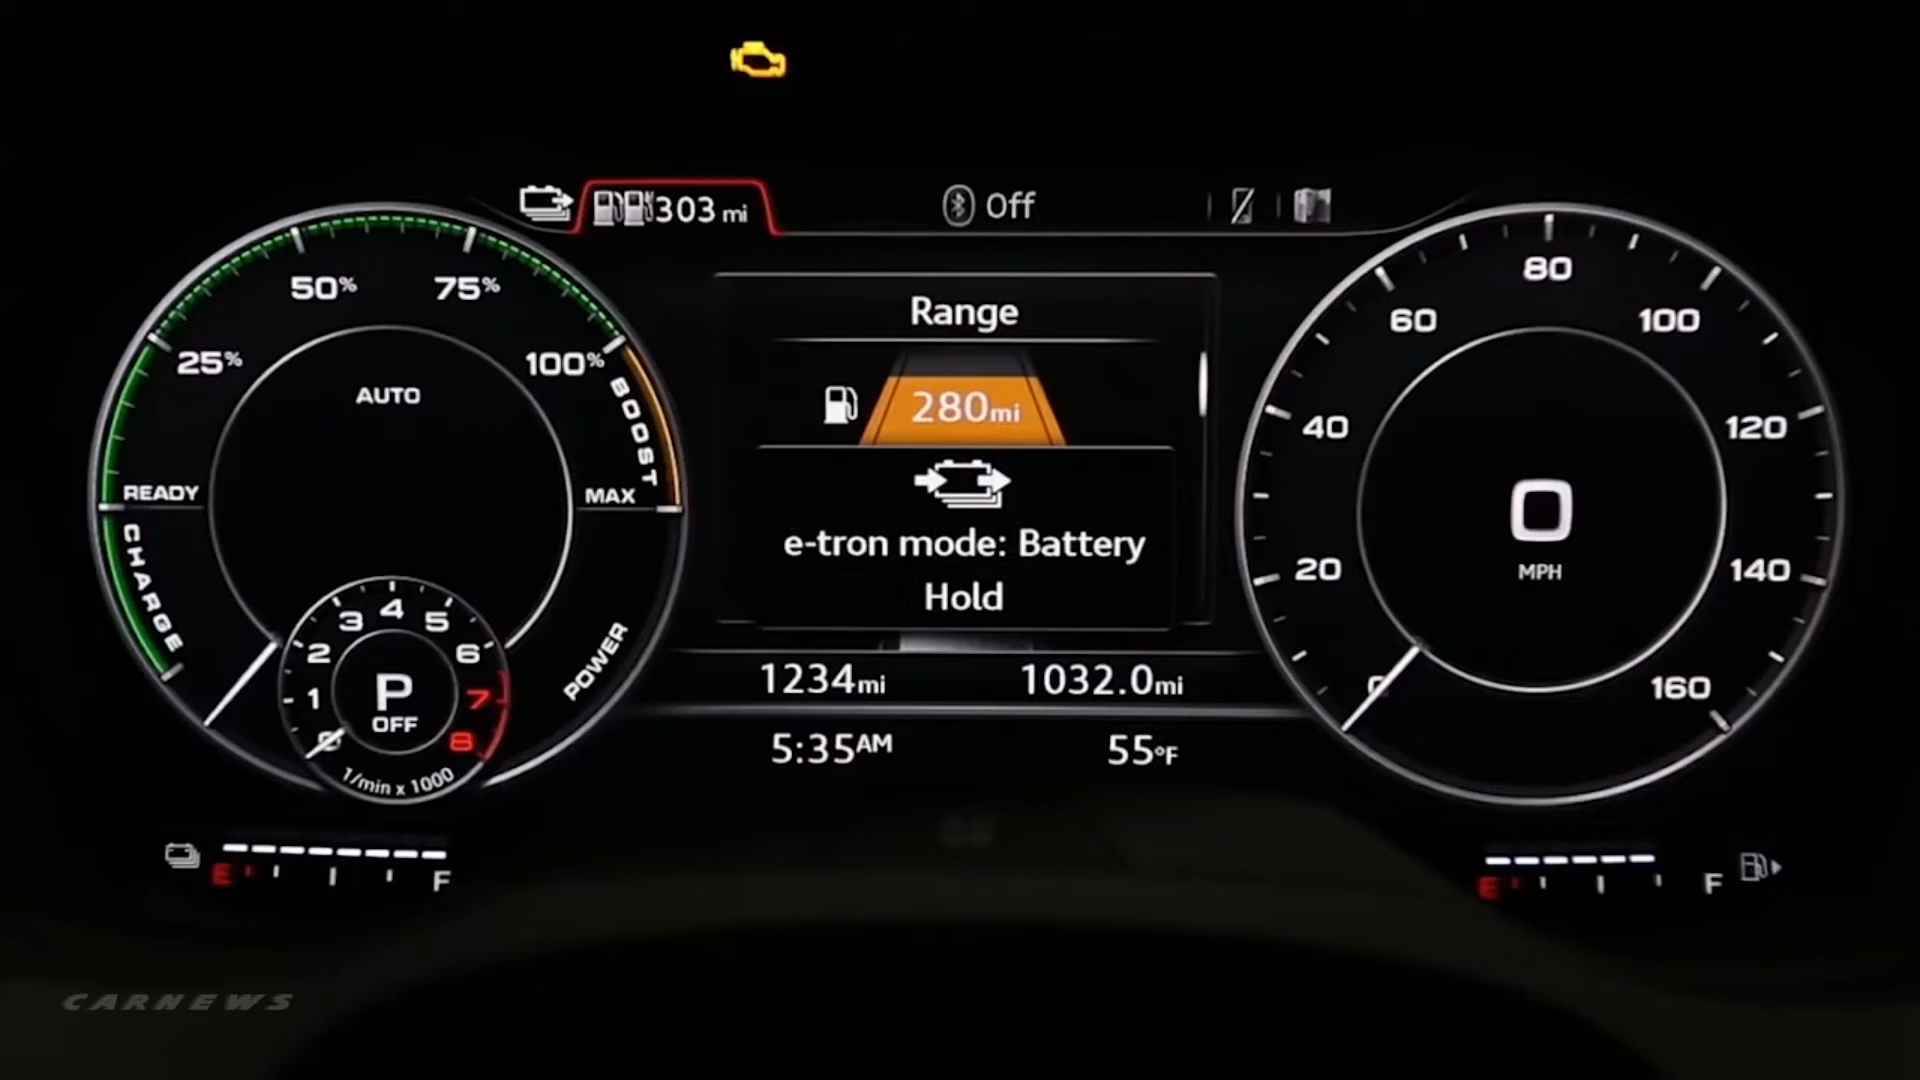 303 mi
Off
50%
75%
25%
100%
BOOST
AUTO
READY
MAX
CHARGE
POWER
0 1 2 3 4 5 6 7 8
P
OFF
1/min x 1000
Range
280mi
e-tron mode: Battery
Hold
1234mi
1032.0mi
5:35AM
55°F
0 20 40 60 80 100 120 140 160
0
MPH
E F
E F
CARNEWS